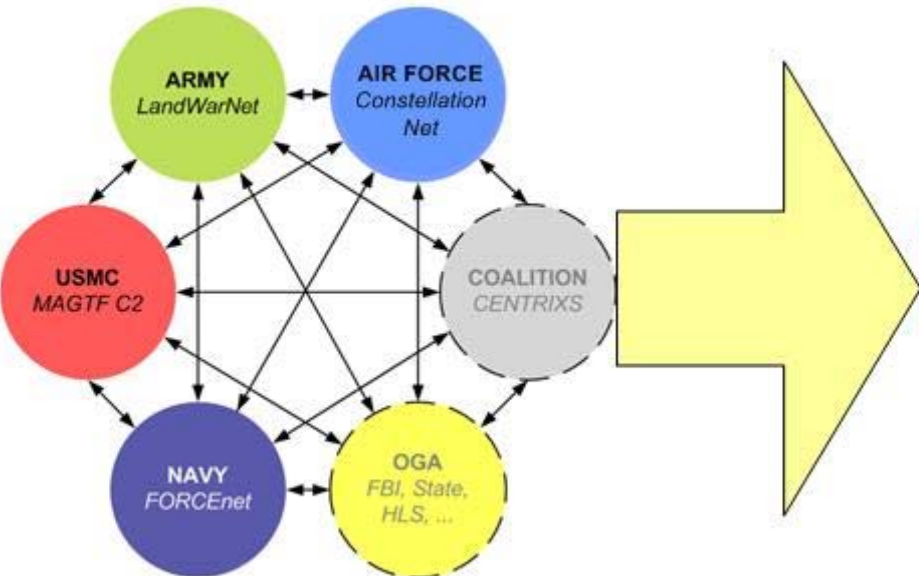 ARMY
LandWarNet
AIR FORCE
Constellation
Net
USMC
MAGTF C2
COALITION
CENTRIXS
NAVY
FORCEnet
OGA
FBI, State,
HLS, ...